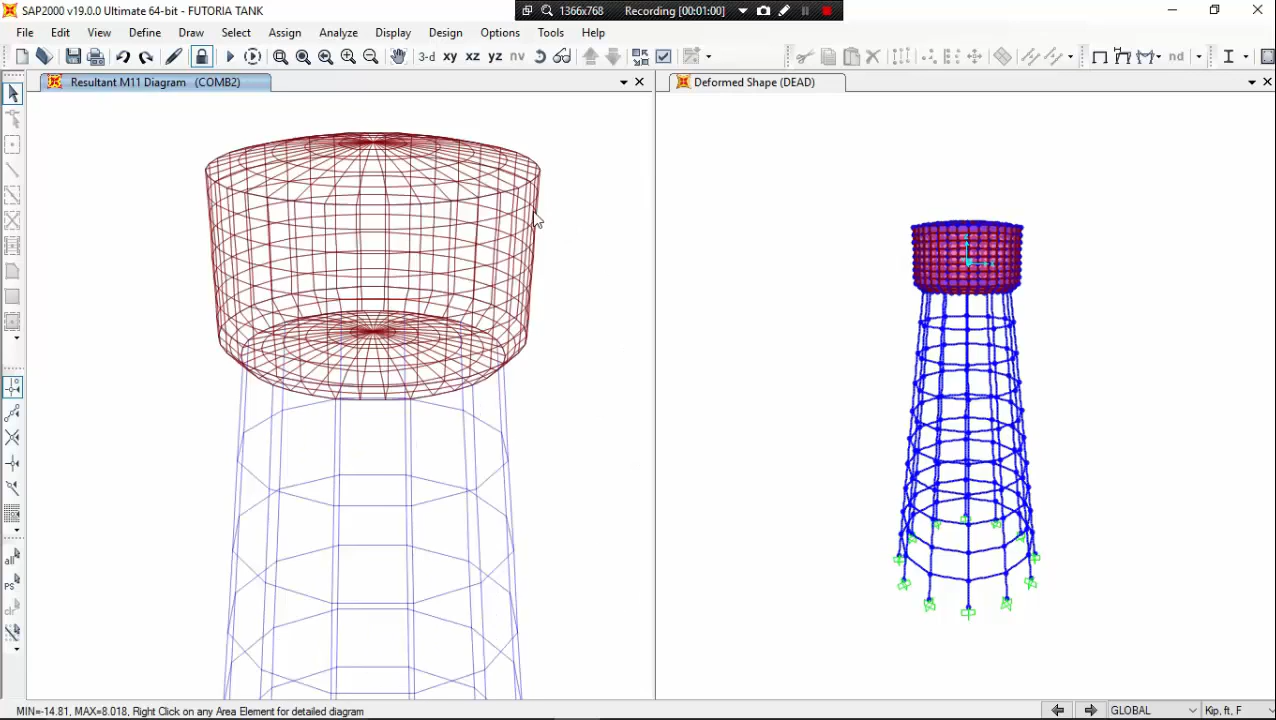 SAP2000 v19.0.0 Ultimate 64-bit - FUTORIA TANK
1366x768 Recording [00:01:00]
File Edit View Define Draw Select Assign Analyze Display Design Options Tools Help
3-d xy xz yz nv nd
Resultant M11 Diagram (COMB2)
Deformed Shape (DEAD)
all
PS
clr
MIN=-14.81, MAX=8.018, Right Click on any Area Element for detailed diagram
GLOBAL
Kip, ft, F